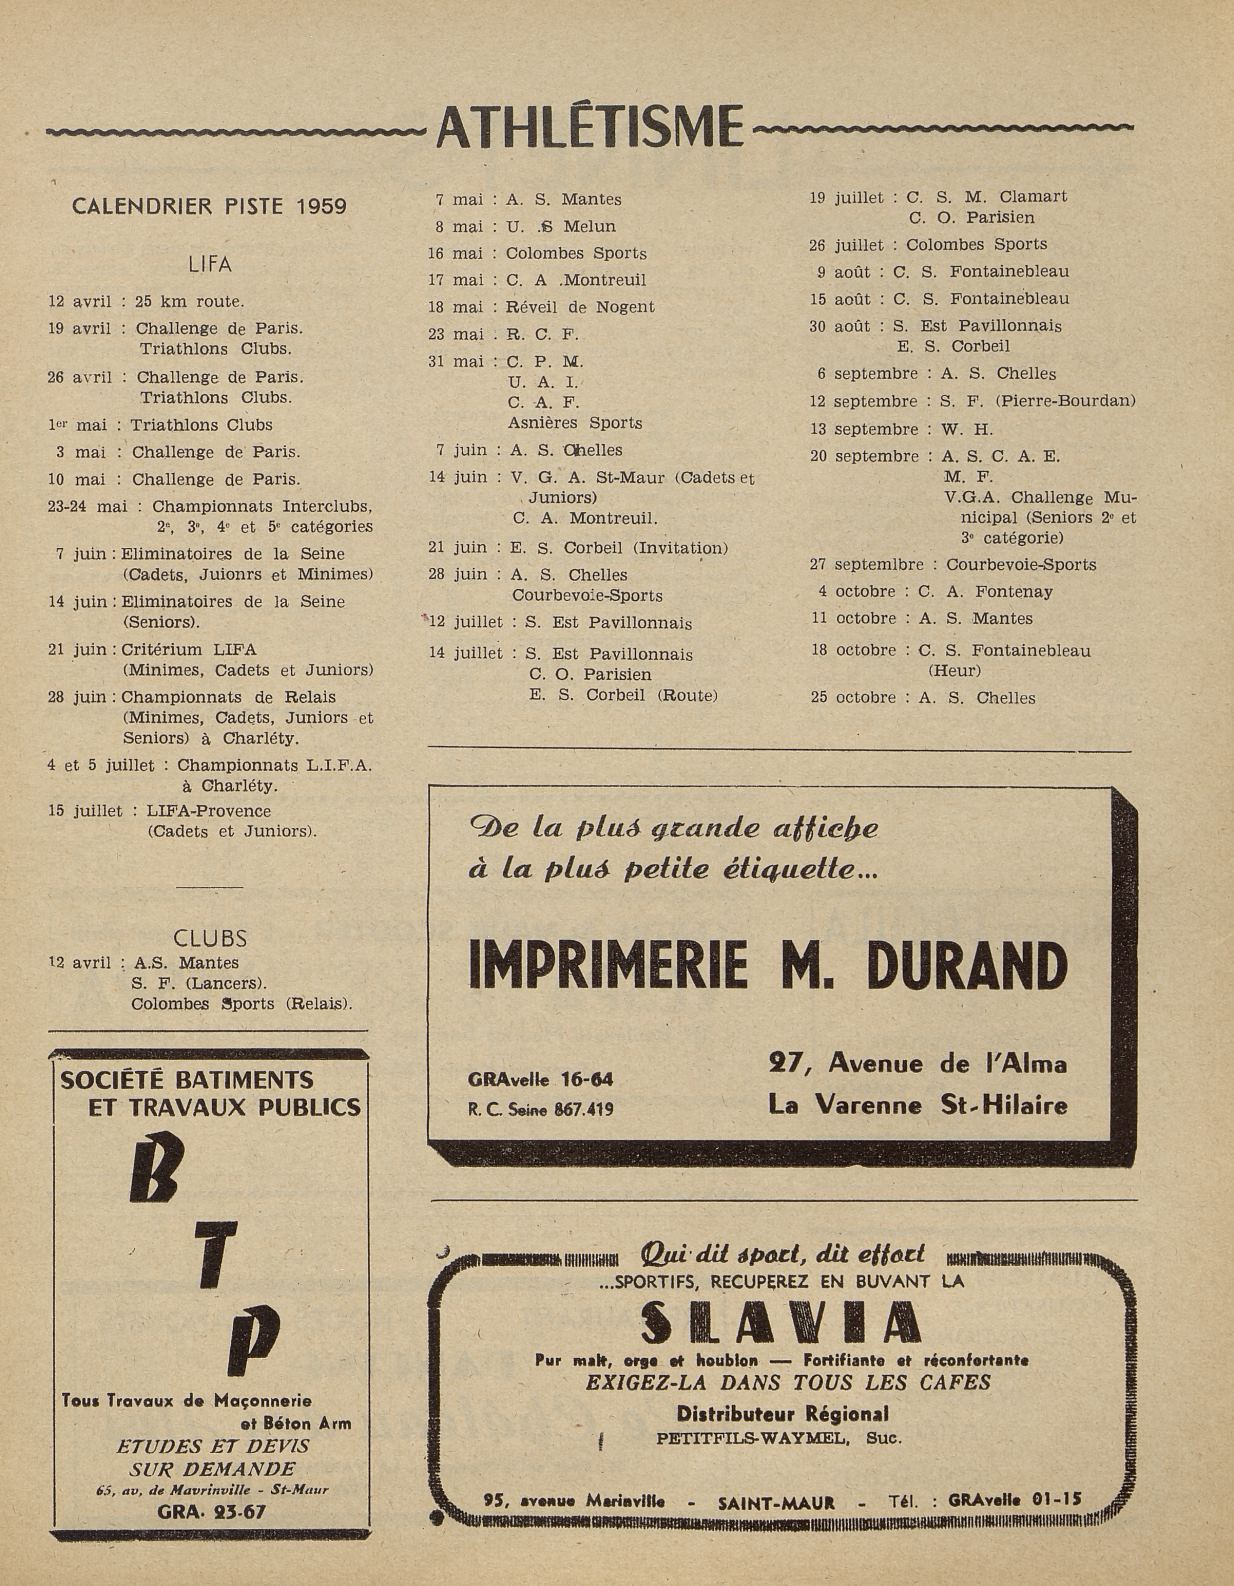 ATHLÉTISME
CALENDRIER PISTE 1959
LIFA
12 avril : 25 km route.
19 avril : Challenge de Paris.
Triathlons Clubs.
26 avril : Challenge de Paris.
Triathlons Clubs.
1er mai : Triathlons Clubs
3 mai : Challenge de Paris.
10 mai : Challenge de Paris.
23-24 mai : Championnats Interclubs,
2e, 3e, 4e et 5e catégories
7 juin : Eliminatoires de la Seine
(Cadets, Juionrs et Minimes)
14 juin : Eliminatoires de la Seine
(Seniors).
21 juin : Critérium LIFA
(Minimes, Cadets et Juniors)
28 juin : Championnats de Relais
(Minimes, Cadets, Juniors et
Seniors) à Charléty.
4 et 5 juillet : Championnats L.I.F.A.
à Charléty.
15 juillet : LIFA-Provence
(Cadets et Juniors).
CLUBS
12 avril : A.S. Mantes
S. F. (Lancers).
Colombes Sports (Relais).
SOCIÉTÉ BATIMENTS
ET TRAVAUX PUBLICS
B
T
P
Tous Travaux de Maçonnerie
et Béton Arm
ETUDES ET DEVIS
SUR DEMANDE
65, av, de Mavrinville - St-Maur
GRA. 23-67
7 mai : A. S. Mantes
8 mai : U. .S Melun
16 mai : Colombes Sports
17 mai : C. A .Montreuil
18 mai : Réveil de Nogent
23 mai : R. C. F.
31 mai : C. P. M.
U. A. I.
C. A. F.
Asnières Sports
7 juin : A. S. Chelles
14 juin : V. G. A. St-Maur (Cadets et
Juniors)
C. A. Montreuil.
21 juin : E. S. Corbeil (Invitation)
28 juin : A. S. Chelles
Courbevoie-Sports
12 juillet : S. Est Pavillonnais
14 juillet : S. Est Pavillonnais
C. O. Parisien
E. S. Corbeil (Route)
19 juillet : C. S. M. Clamart
C. O. Parisien
26 juillet : Colombes Sports
9 août : C. S. Fontainebleau
15 août : C. S. Fontainebleau
30 août : S. Est Pavillonnais
E. S. Corbeil
6 septembre : A. S. Chelles
12 septembre : S. F. (Pierre-Bourdan)
13 septembre : W. H.
20 septembre : A. S. C. A. E.
M. F.
V.G.A. Challenge Mu-
nicipal (Seniors 2e et
3e catégorie)
27 septemlbre : Courbevoie-Sports
4 octobre : C. A. Fontenay
11 octobre : A. S. Mantes
18 octobre : C. S. Fontainebleau
(Heur)
25 octobre : A. S. Chelles
De la plus grande affiche
à la plus petite étiquette...
IMPRIMERIE M. DURAND
GRAvelle 16-64
R. C. Seine 867.419
27, Avenue de l'Alma
La Varenne St-Hilaire
Qui dit sport, dit effort
...SPORTIFS, RECUPEREZ EN BUVANT LA
SLAVIA
Pur malt, orge et houblon — Fortifiante et réconfortante
EXIGEZ-LA DANS TOUS LES CAFES
Distributeur Régional
PETITFILS-WAYMEL, Suc.
95, avenue Marinville - SAINT-MAUR - Tél. : GRAvelle 01-15